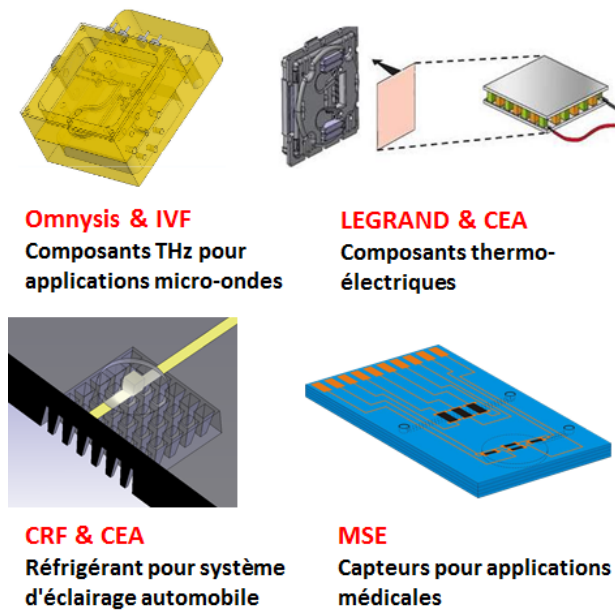 Omnysis & IVF
Composants THz pour
applications micro-ondes
LEGRAND & CEA
Composants thermo-
électriques
CRF & CEA
Réfrigérant pour système
d'éclairage automobile
MSE
Capteurs pour applications
médicales